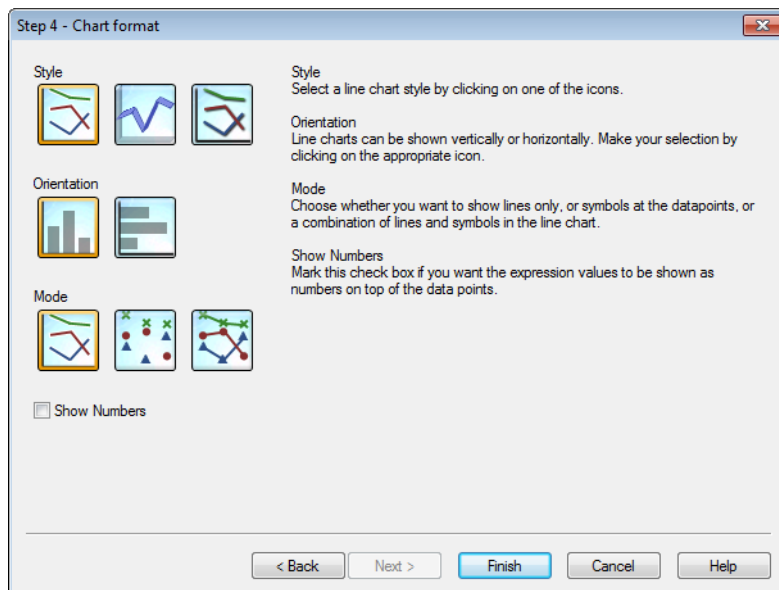 Step 4 - Chart format
Style
Orientation
Mode
Show Numbers
Style
Select a line chart style by clicking on one of the icons.
Orientation
Line charts can be shown vertically or horizontally. Make your selection by
clicking on the appropriate icon.
Mode
Choose whether you want to show lines only, or symbols at the datapoints, or
a combination of lines and symbols in the line chart.
Show Numbers
Mark this check box if you want the expression values to be shown as
numbers on top of the data points.
< Back
Next >
Finish
Cancel
Help